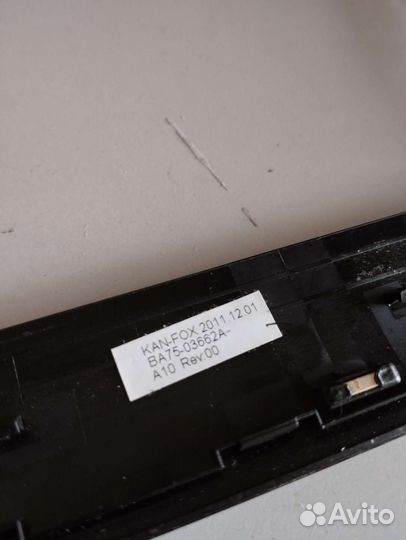 KAN-FOX 2011 12 01
BA75-03662A-
A10 Rev.00
Avito